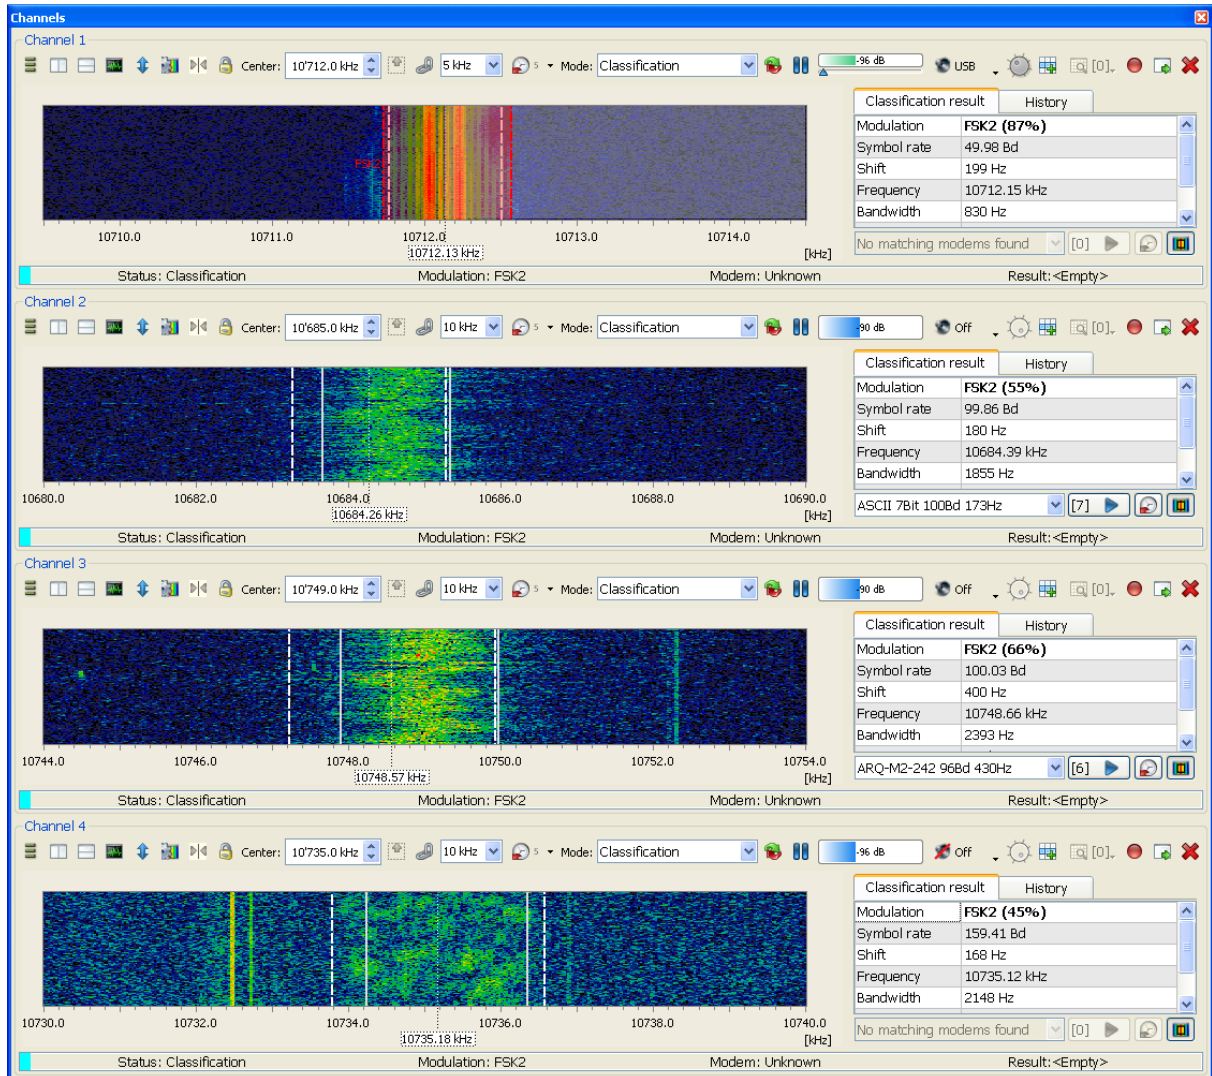 Channels
Channel 1
Center: 10'712.0 kHz 5 kHz 5 Mode: Classification -96 dB USB [0]
Classification result History
Modulation FSK2 (87%)
Symbol rate 49.98 Bd
Shift 199 Hz
Frequency 10712.15 kHz
Bandwidth 830 Hz
No matching modems found [0]
10710.0 10711.0 10712.0 10713.0 10714.0
10712.13 kHz [kHz]
Status: Classification Modulation: FSK2 Modem: Unknown Result:<Empty>
Channel 2
Center: 10'685.0 kHz 10 kHz 5 Mode: Classification -90 dB Off [0]
Classification result History
Modulation FSK2 (55%)
Symbol rate 99.86 Bd
Shift 180 Hz
Frequency 10684.39 kHz
Bandwidth 1855 Hz
ASCII 7Bit 100Bd 173Hz [7]
10680.0 10682.0 10684.0 10686.0 10688.0 10690.0
10684.26 kHz [kHz]
Status: Classification Modulation: FSK2 Modem: Unknown Result:<Empty>
Channel 3
Center: 10'749.0 kHz 10 kHz 5 Mode: Classification -90 dB Off [0]
Classification result History
Modulation FSK2 (66%)
Symbol rate 100.03 Bd
Shift 400 Hz
Frequency 10748.66 kHz
Bandwidth 2393 Hz
ARQ-M2-242 96Bd 430Hz [6]
10744.0 10746.0 10748.0 10750.0 10752.0 10754.0
10748.57 kHz [kHz]
Status: Classification Modulation: FSK2 Modem: Unknown Result:<Empty>
Channel 4
Center: 10'735.0 kHz 10 kHz 5 Mode: Classification -96 dB Off [0]
Classification result History
Modulation FSK2 (45%)
Symbol rate 159.41 Bd
Shift 168 Hz
Frequency 10735.12 kHz
Bandwidth 2148 Hz
No matching modems found [0]
10730.0 10732.0 10734.0 10736.0 10738.0 10740.0
10735.18 kHz [kHz]
Status: Classification Modulation: FSK2 Modem: Unknown Result:<Empty>